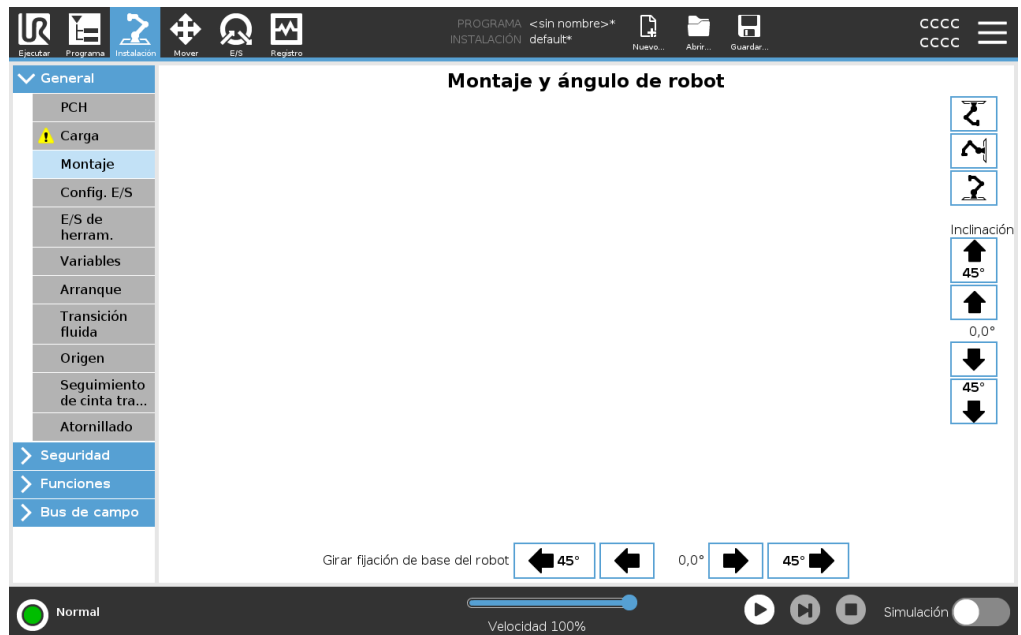 UR
Ejecutar
Programa
Instalación
Mover
E/S
Registro
PROGRAMA <sin nombre>*
INSTALACIÓN default*
Nuevo...
Abrir...
Guardar...
CCCC
CCCC
General
PCH
Carga
Montaje
Config. E/S
E/S de
herram.
Variables
Arranque
Transición
fluida
Origen
Seguimiento
de cinta tra...
Atornillado
Seguridad
Funciones
Bus de campo
Montaje y ángulo de robot
Inclinación
45°
0,0°
45°
Girar fijación de base del robot 45° 0,0° 45°
Normal
Velocidad 100%
Simulación